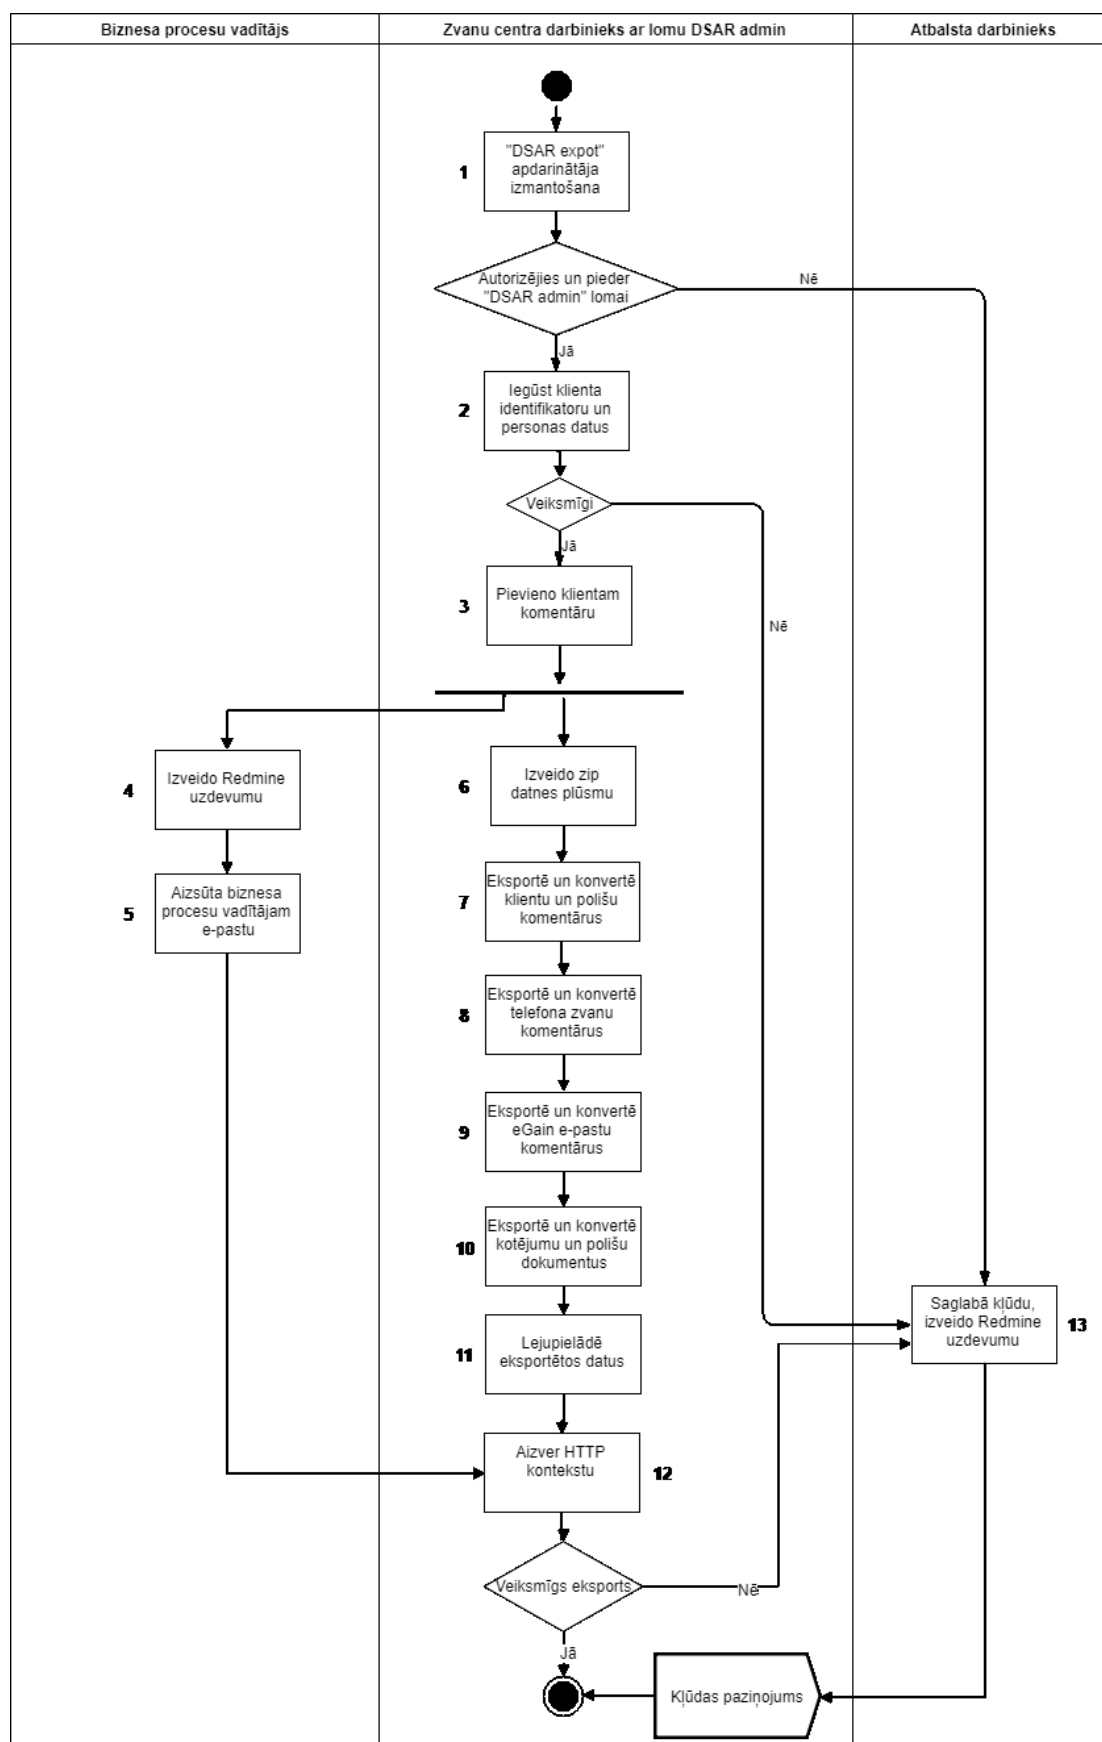 Biznesa procesu vadītājs
Zvanu centra darbinieks ar lomu DSAR admin
Atbalsta darbinieks
1
"DSAR expot"
apdarinātāja
izmantošana
Autorizējies un pieder
"DSAR admin" lomai
Nē
Jā
2
Iegūst klienta
identifikatoru un
personas datus
Veiksmīgi
Jā
Nē
3
Pievieno klientam
komentāru
4
Izveido Redmine
uzdevumu
6
Izveido zip
datnes plūsmu
5
Aizsūta biznesa
procesu vadītājam
e-pastu
7
Eksportē un konvertē
klientu un polišu
komentārus
8
Eksportē un konvertē
telefona zvanu
komentārus
9
Eksportē un konvertē
eGain e-pastu
komentārus
10
Eksportē un konvertē
kotējumu un polišu
dokumentus
11
Lejupielādē
eksportētos datus
Saglabā kļūdu,
izveido Redmine
uzdevumu
13
Aizver HTTP
kontekstu
12
Veiksmīgs eksports
Nē
Jā
Kļūdas paziņojums